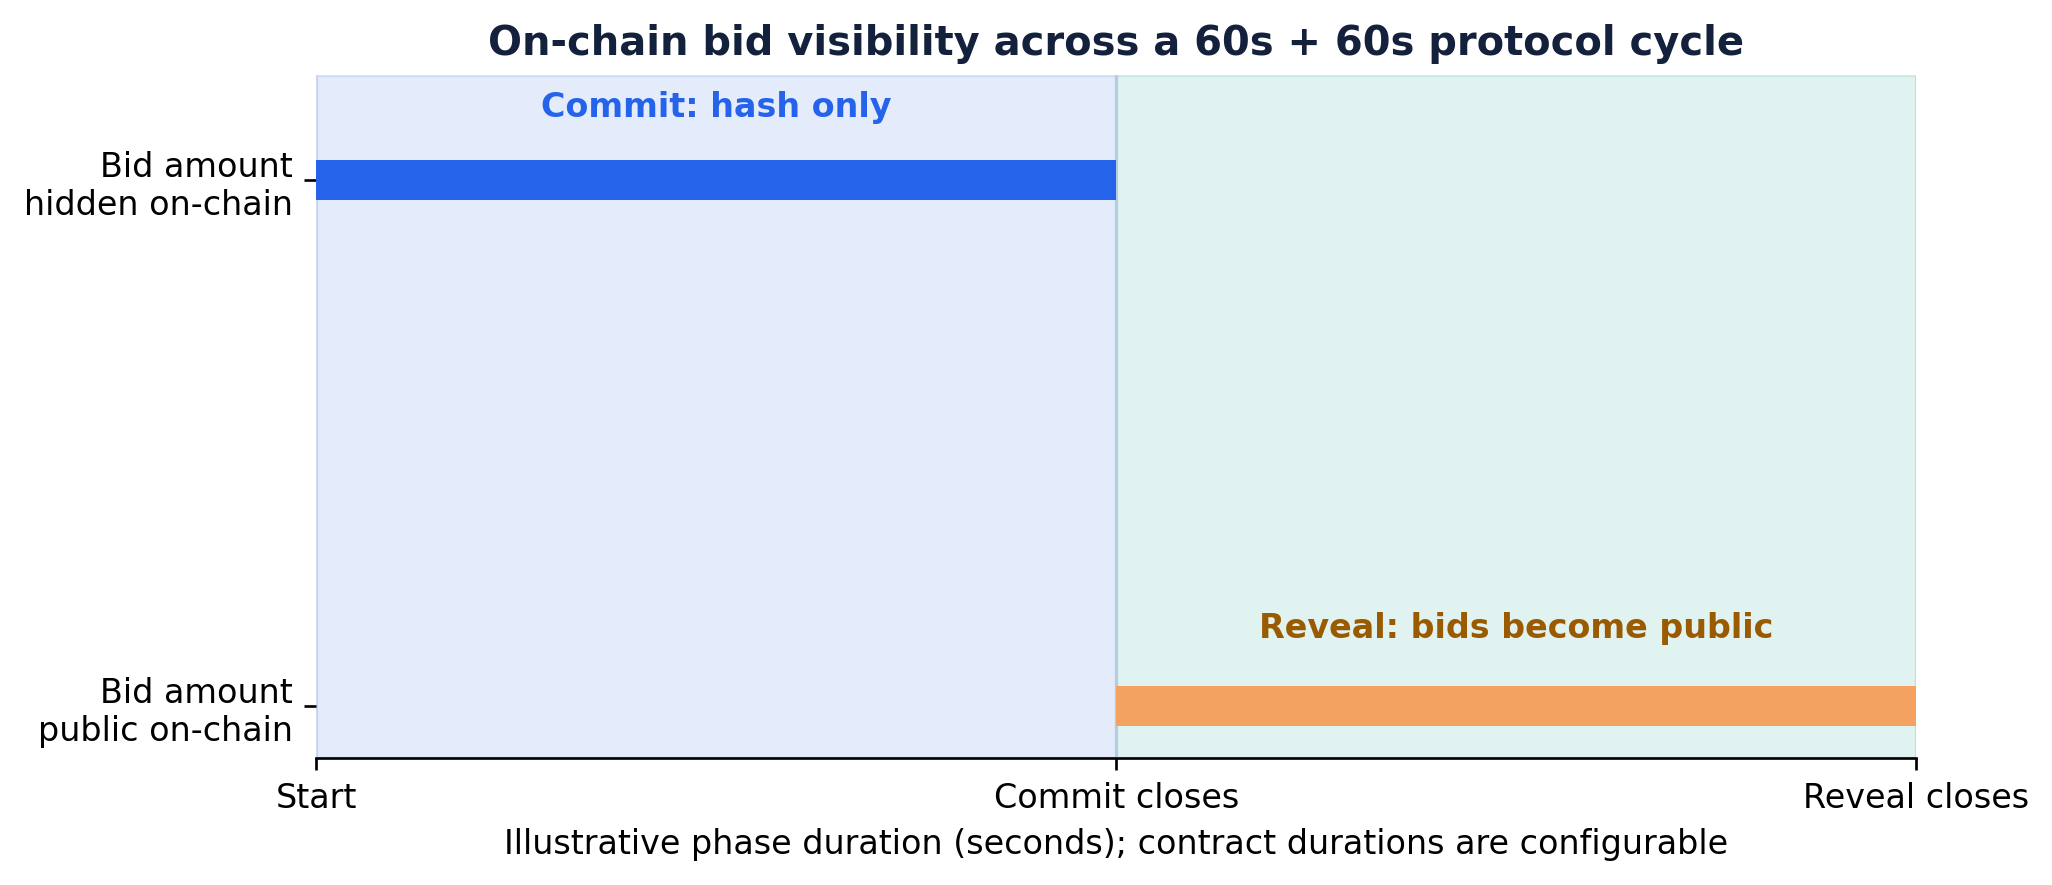 On-chain bid visibility across a 60s + 60s protocol cycle
Commit: hash only
Bid amount
hidden on-chain
Reveal: bids become public
Bid amount
public on-chain
Start
Commit closes
Reveal closes
Illustrative phase duration (seconds); contract durations are configurable